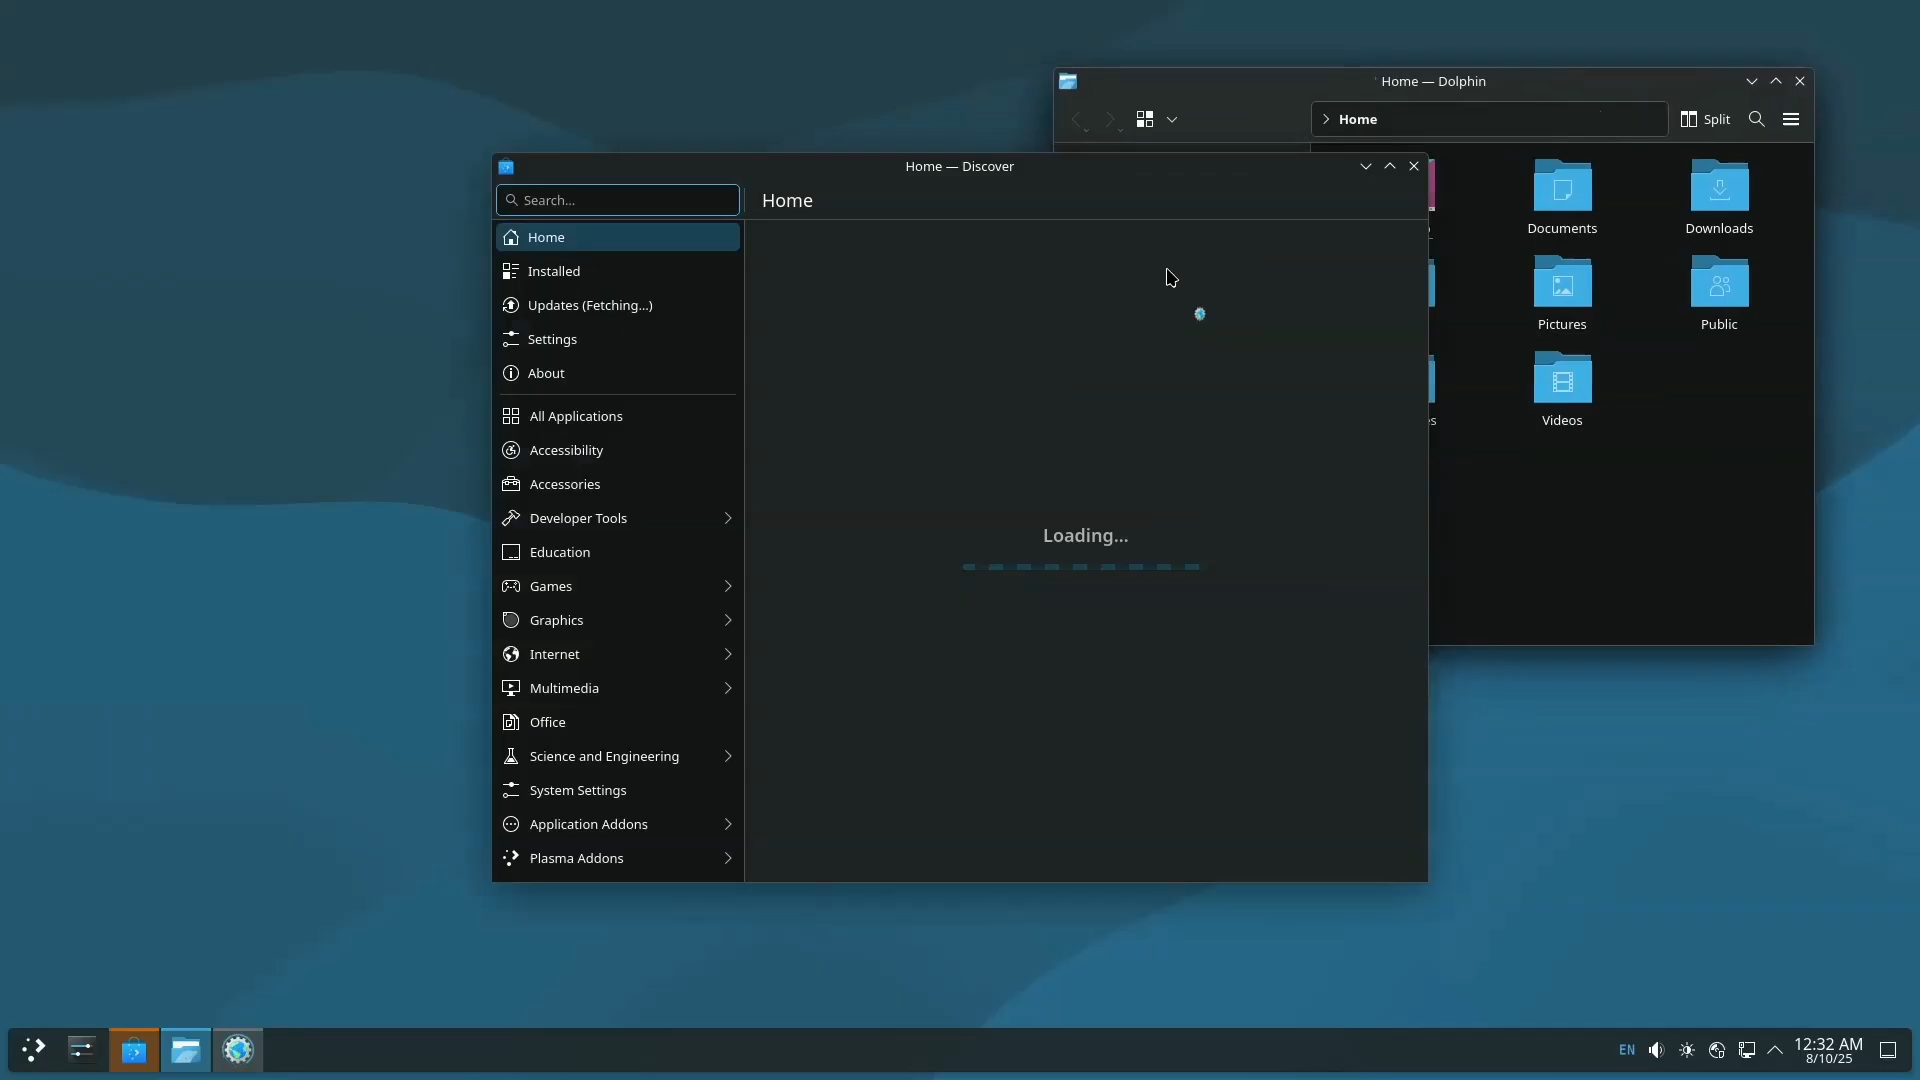 Home — Dolphin
Home
Split
Home — Discover
Search...
Home
Documents
Downloads
Home
Installed
Updates (Fetching...)
Pictures
Public
Settings
About
All Applications
Videos
Accessibility
Accessories
Developer Tools
Loading...
Education
Games
Graphics
Internet
Multimedia
Office
Science and Engineering
System Settings
Application Addons
Plasma Addons
EN
12:32 AM
8/10/25